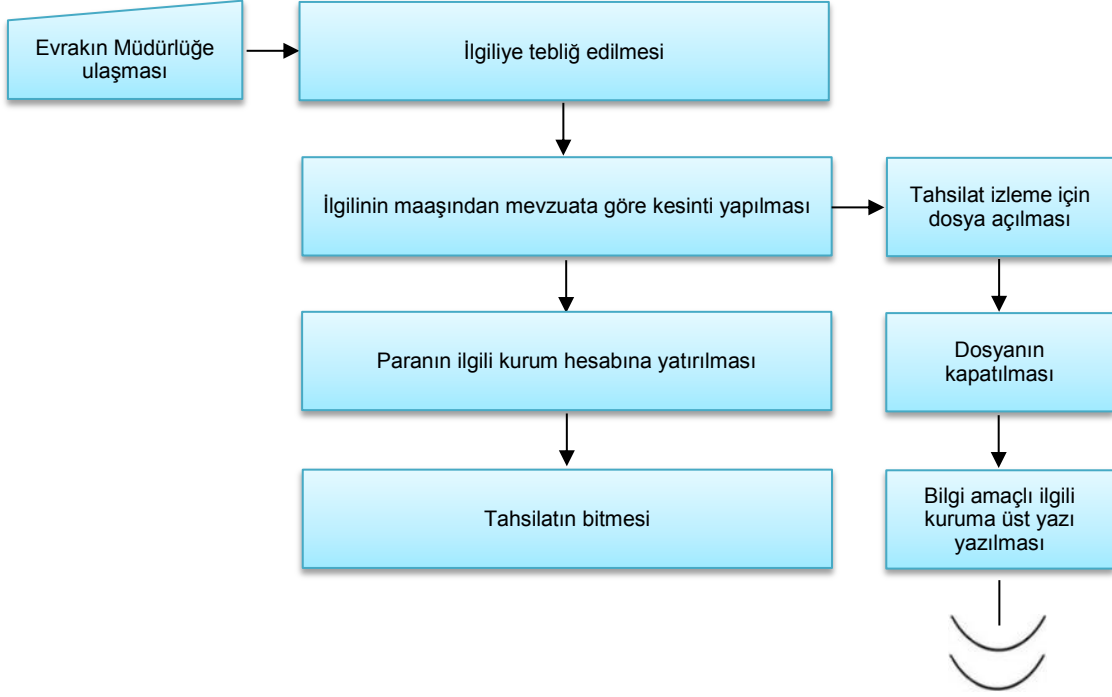 Evrakın Müdürlüğe
ulaşması
İlgiliye tebliğ edilmesi
İlgilinin maaşından mevzuata göre kesinti yapılması
Tahsilat izleme için
dosya açılması
Paranın ilgili kurum hesabına yatırılması
Dosyanın
kapatılması
Tahsilatın bitmesi
Bilgi amaçlı ilgili
kuruma üst yazı
yazılması